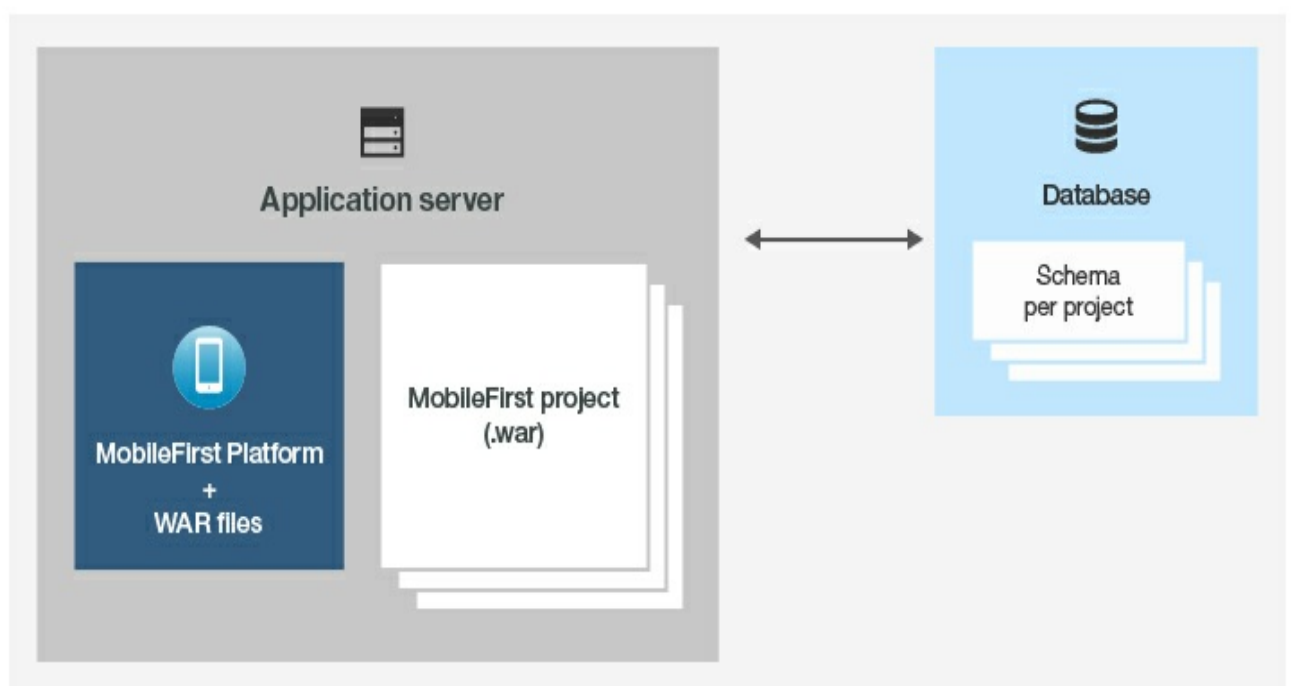 Application server
MobileFirst Platform
+
WAR files
MobileFirst project
(.war)
Database
Schema
per project